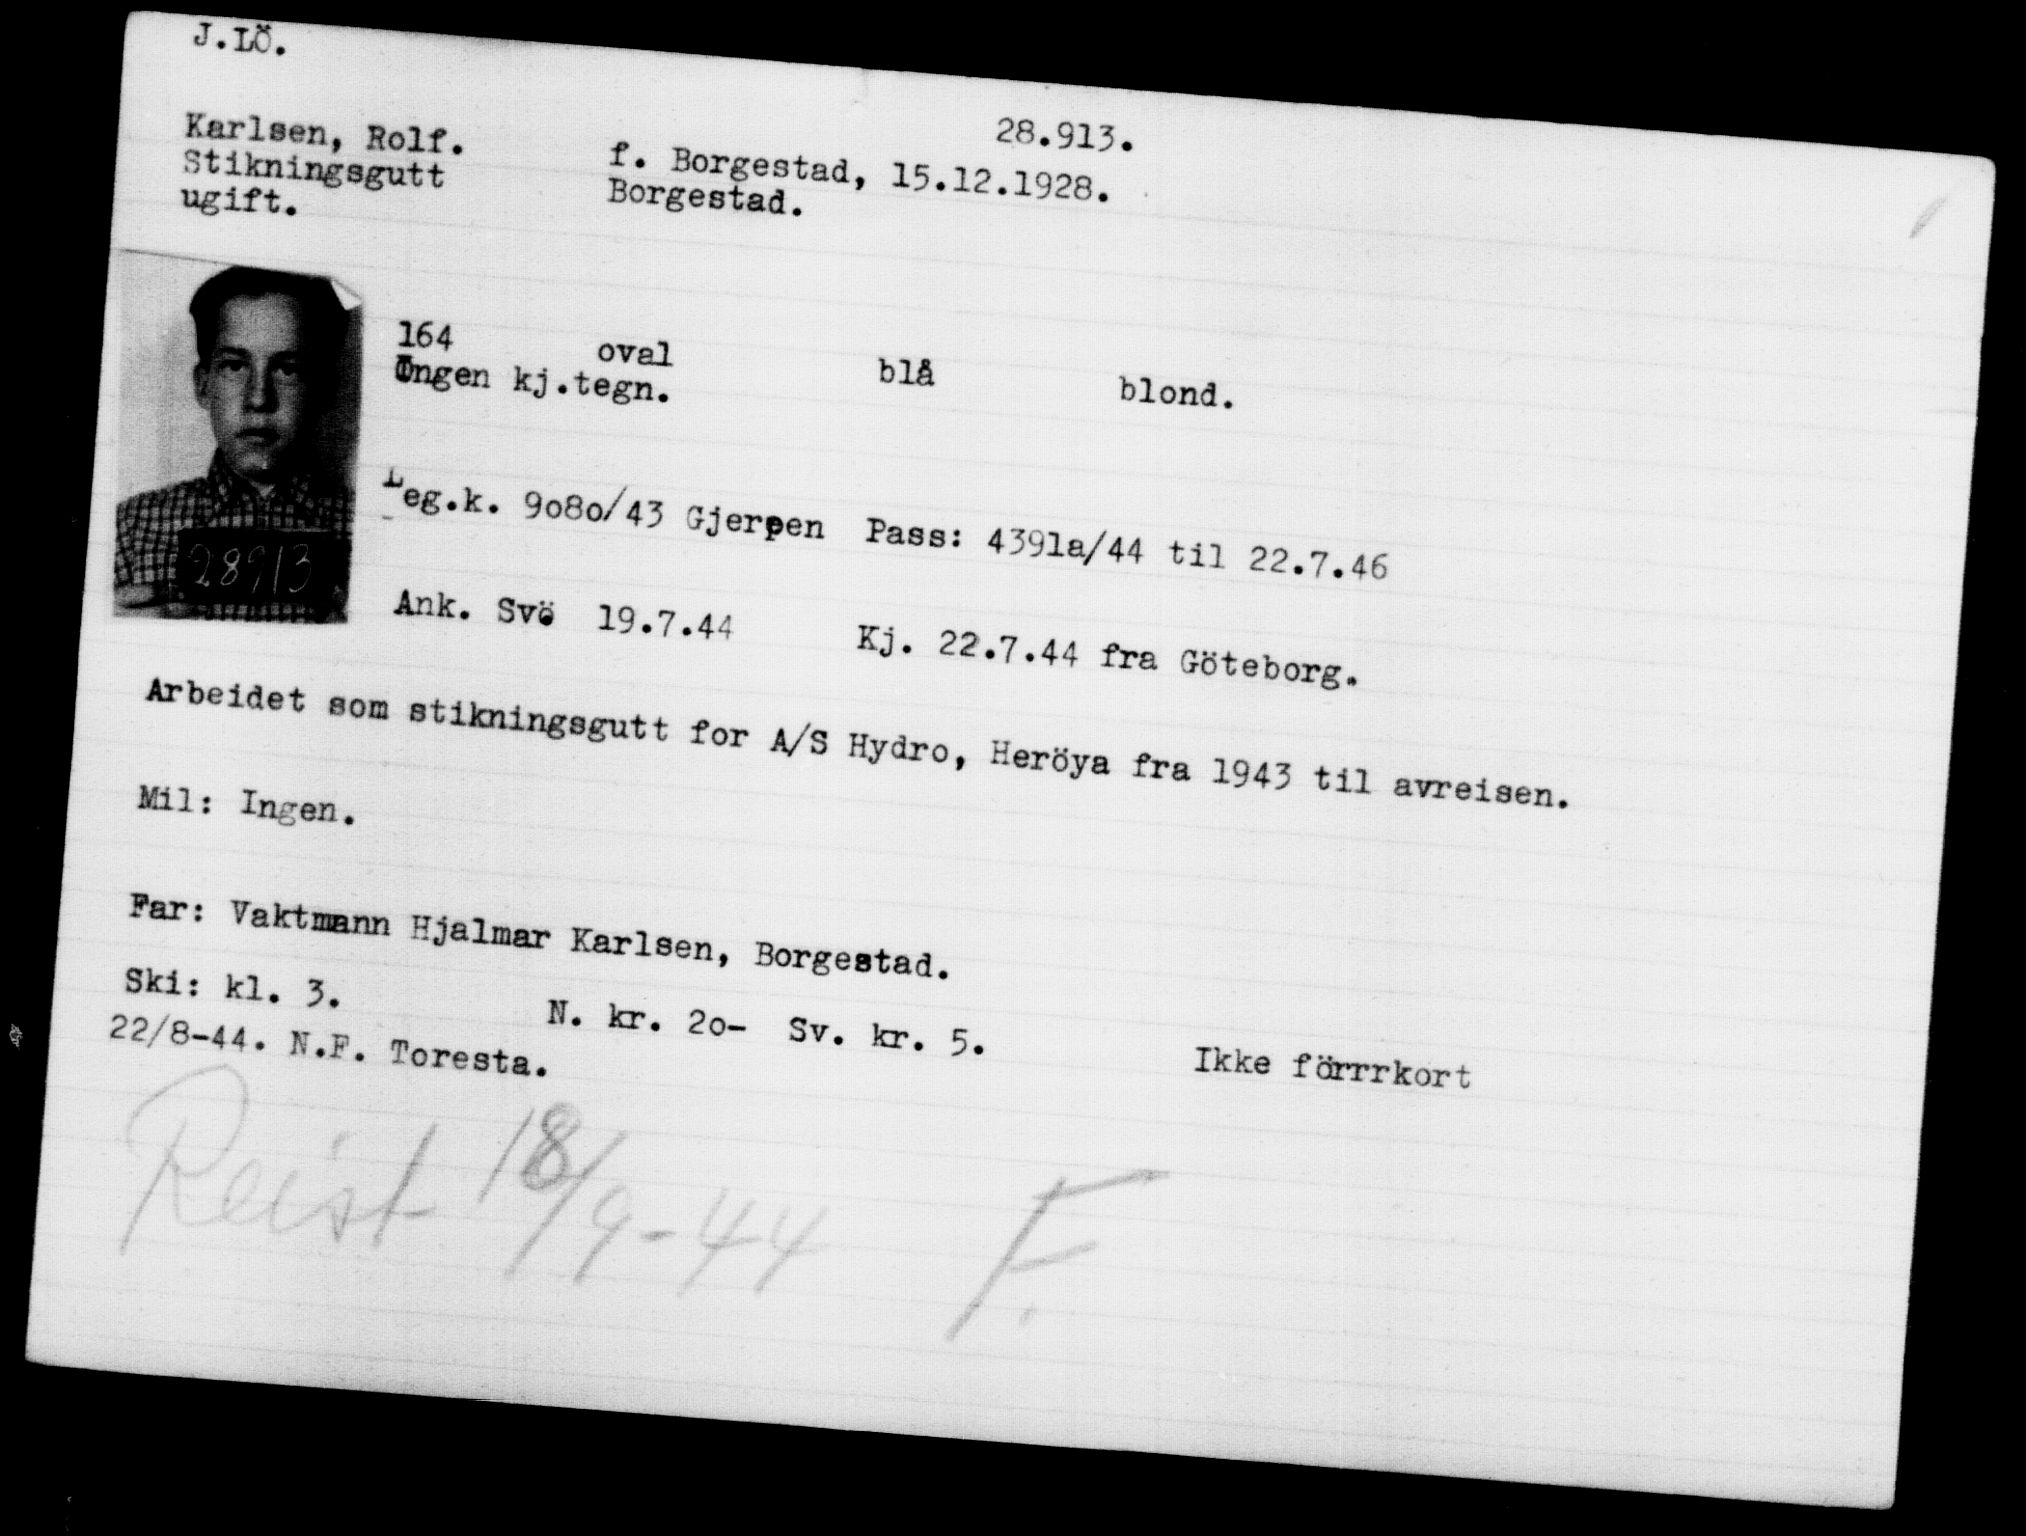 J.LÖ.
28.913.
Karlsen, Rolf. f. Borgestad, 15.12.1928.
Stikningsgutt Borgestad.
ugift.
164 oval blå blond.
Ingen kj.tegn.
Leg.k. 9o8o/43 Gjerpen Pass: 4391a/44 til 22.7.46
28913
Ank. Svö 19.7.44 Kj. 22.7.44 fra Göteborg.
Arbeidet som stikningsgutt for A/S Hydro, Heröya fra 1943 til avreisen.
Mil: Ingen.
Far: Vaktmann Hjalmar Karlsen, Borgestad.
Ski: kl. 3. N. kr. 2o- Sv. kr. 5. Ikke förrrkort
22/8-44. N.F. Toresta.
Reist 18/9-44 F.